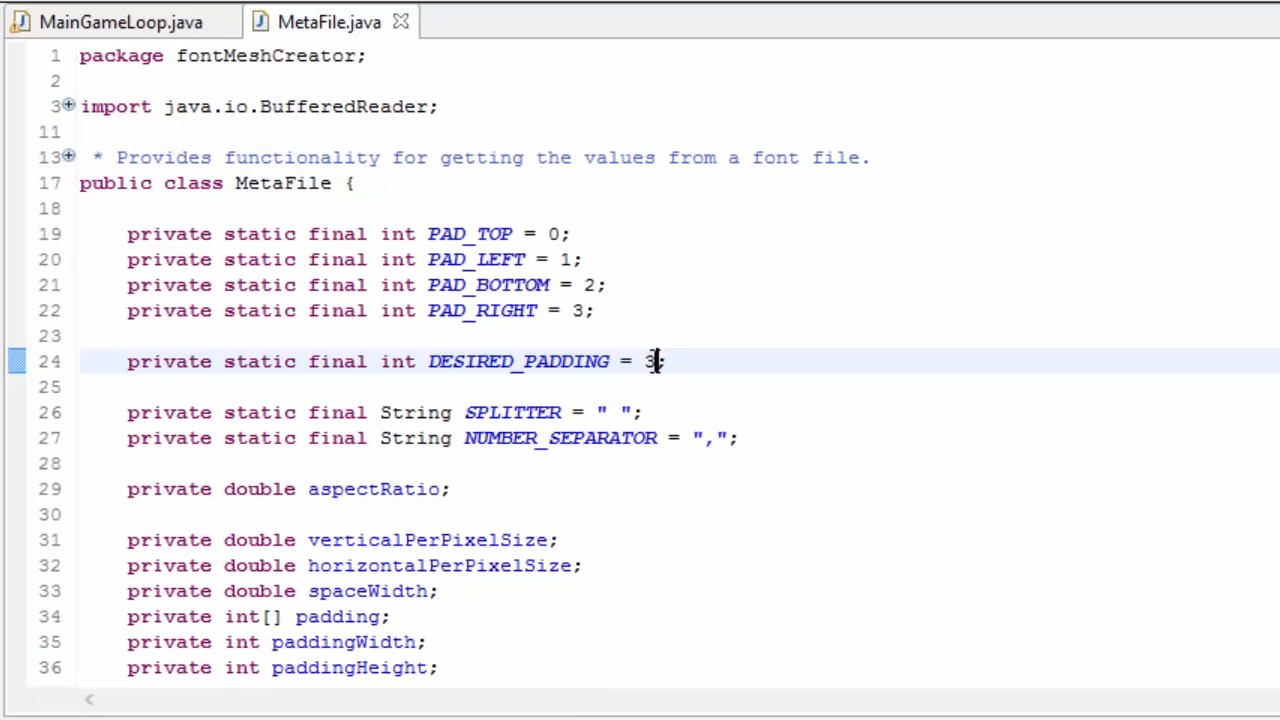 MainGameLoop.java MetaFile.java
1 package fontMeshCreator;
2
3 import java.io.BufferedReader;
11
13 * Provides functionality for getting the values from a font file.
17 public class MetaFile {
18
19 private static final int PAD_TOP = 0;
20 private static final int PAD_LEFT = 1;
21 private static final int PAD_BOTTOM = 2;
22 private static final int PAD_RIGHT = 3;
23
24 private static final int DESIRED_PADDING = 3;
25
26 private static final String SPLITTER = " ";
27 private static final String NUMBER_SEPARATOR = ",";
28
29 private double aspectRatio;
30
31 private double verticalPerPixelSize;
32 private double horizontalPerPixelSize;
33 private double spaceWidth;
34 private int[] padding;
35 private int paddingWidth;
36 private int paddingHeight;